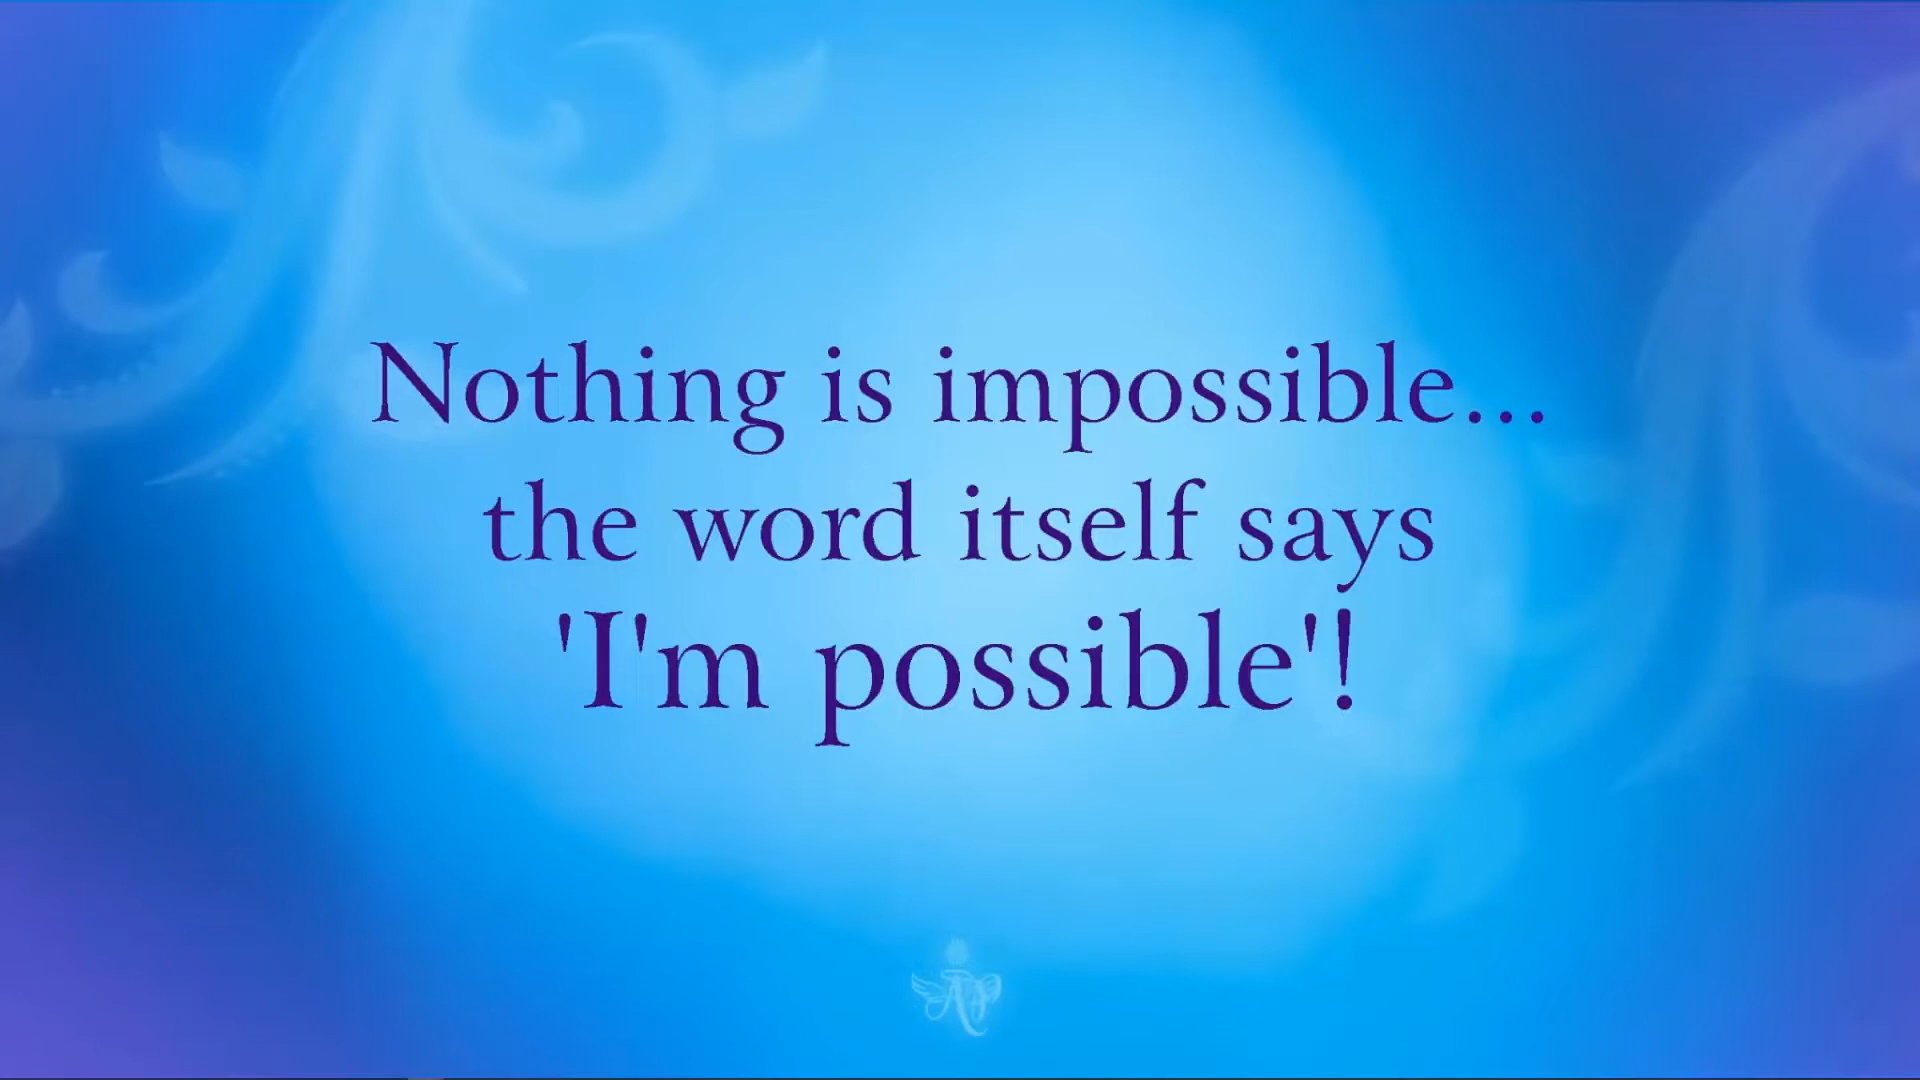 Nothing is impossible...
the word itself says
'I'm possible'!